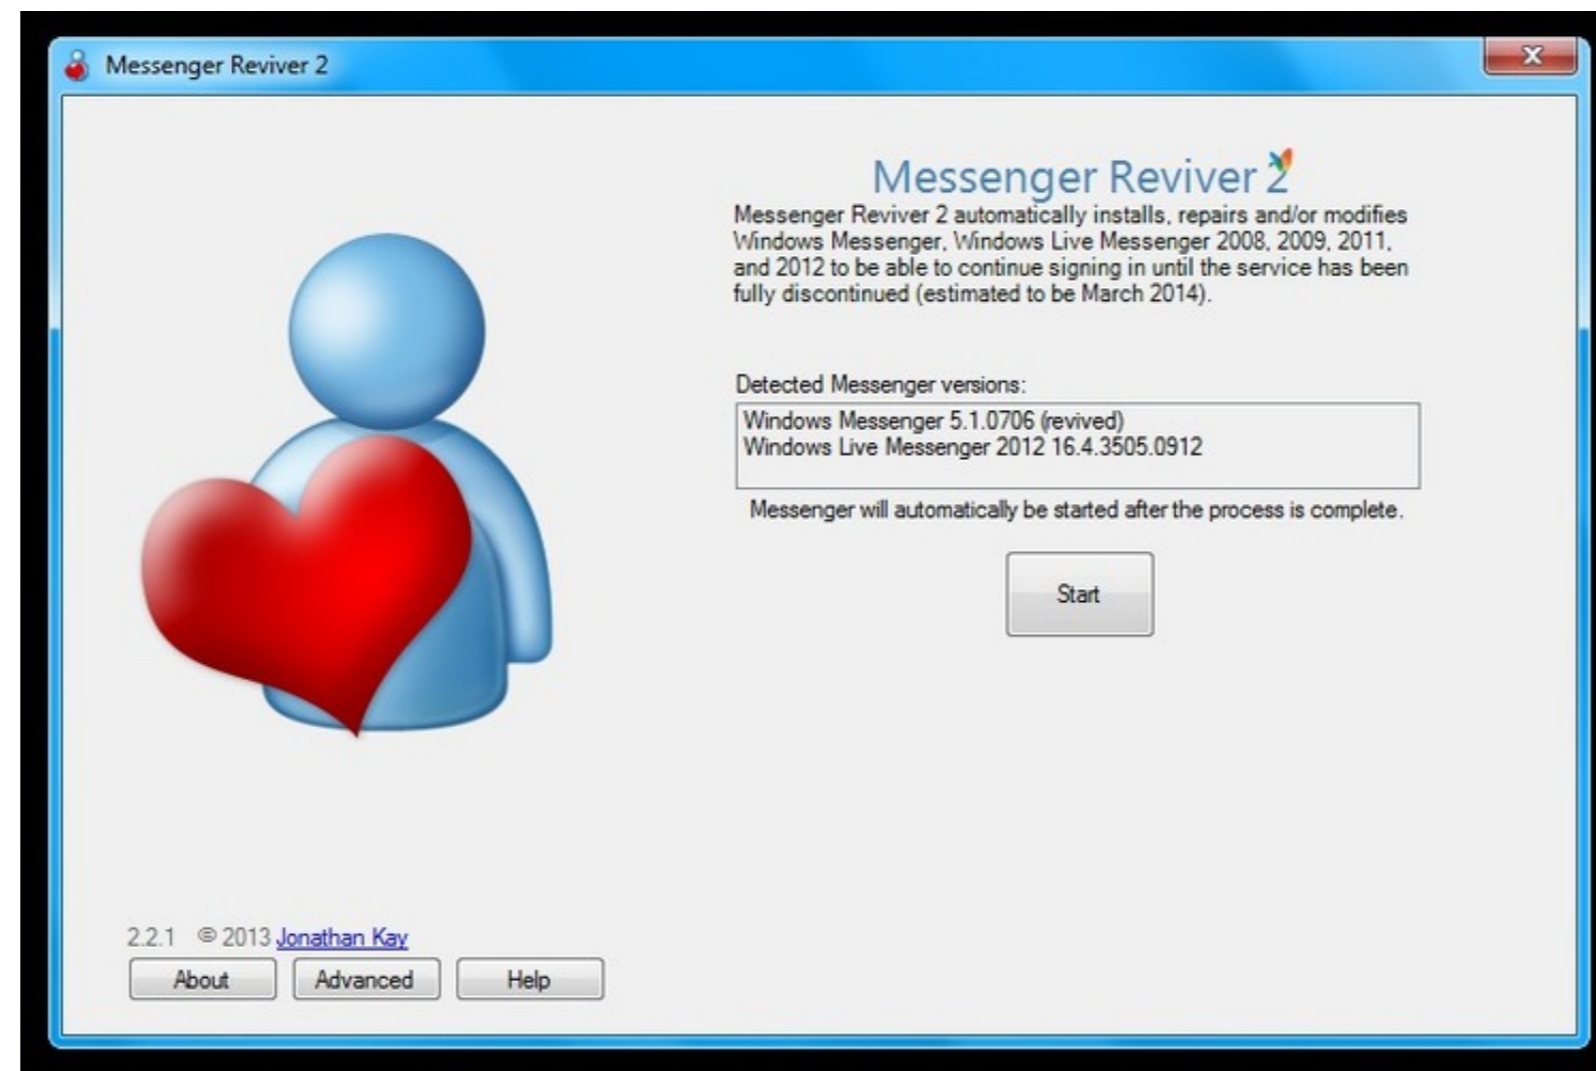 Messenger Reviver 2
Messenger Reviver 2
Messenger Reviver 2 automatically installs, repairs and/or modifies
Windows Messenger, Windows Live Messenger 2008, 2009, 2011,
and 2012 to be able to continue signing in until the service has been
fully discontinued (estimated to be March 2014).
Detected Messenger versions:
Windows Messenger 5.1.0706 (revived)
Windows Live Messenger 2012 16.4.3505.0912
Messenger will automatically be started after the process is complete.
Start
2.2.1 © 2013 Jonathan Kay
About Advanced Help